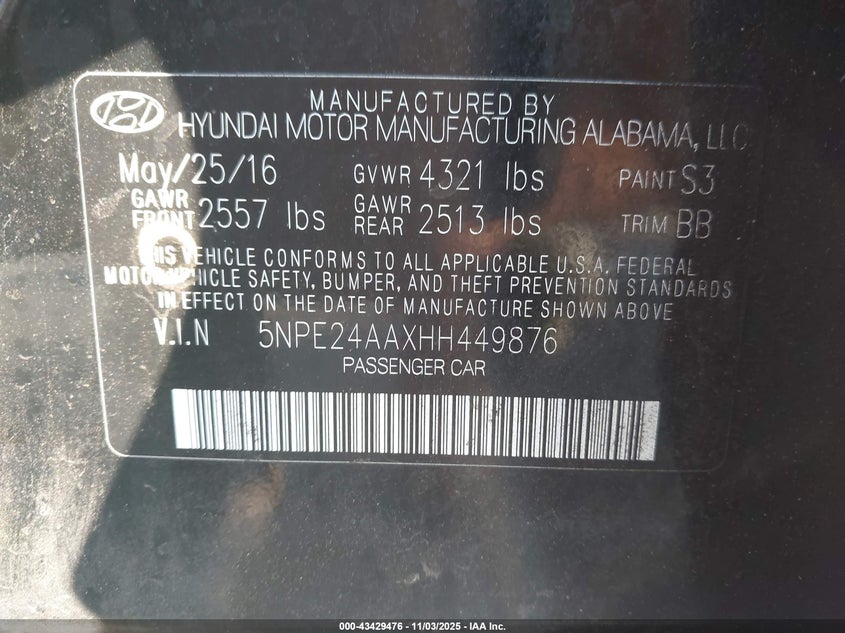 MANUFACTURED BY
HYUNDAI MOTOR MANUFACTURING ALABAMA, LLC
May/25/16 GVWR 4321 lbs PAINT S3
GAWR FRONT 2557 lbs GAWR REAR 2513 lbs TRIM BB
THIS VEHICLE CONFORMS TO ALL APPLICABLE U.S.A. FEDERAL
MOTOR VEHICLE SAFETY, BUMPER, AND THEFT PREVENTION STANDARDS
IN EFFECT ON THE DATE OF MANUFACTURE SHOWN ABOVE
V.I.N 5NPE24AAXHH449876
PASSENGER CAR
000-43429476 - 11/03/2025 - IAA Inc.